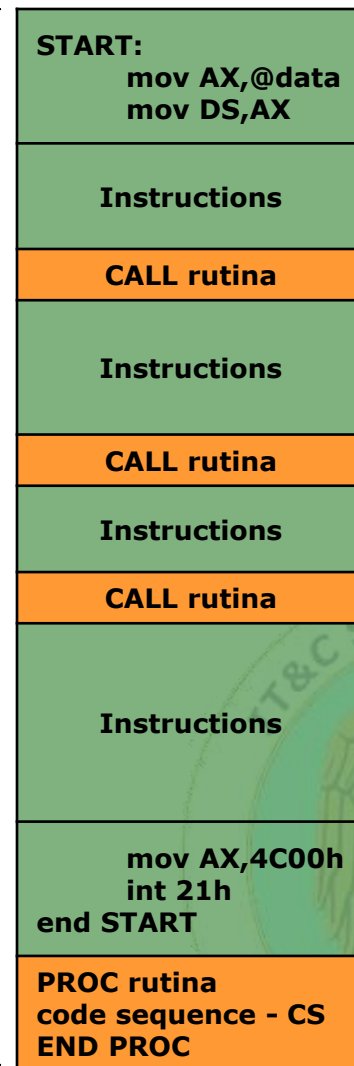 START:
mov AX,@data
mov DS,AX
Instructions
CALL rutina
Instructions
CALL rutina
Instructions
CALL rutina
Instructions
mov AX,4C00h
int 21h
end START
PROC rutina
code sequence - CS
END PROC